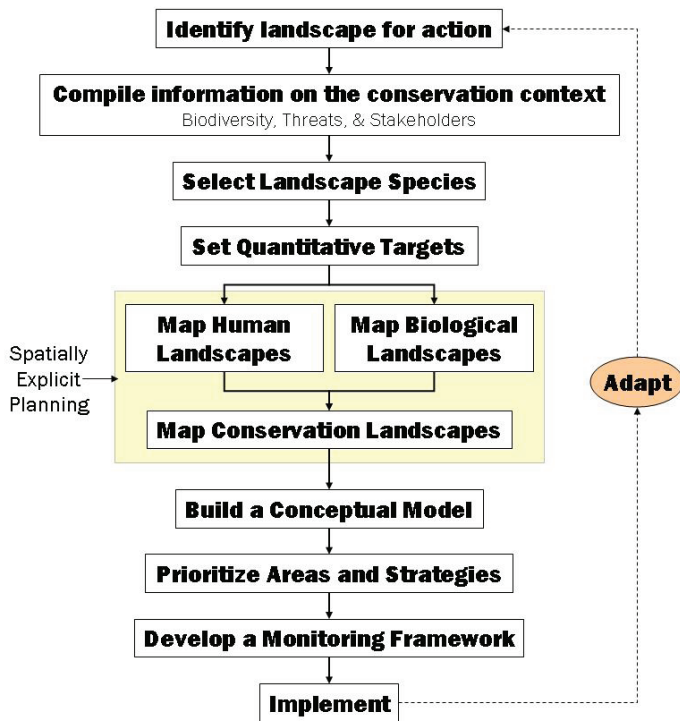 Identify landscape for action
Compile information on the conservation context
Biodiversity, Threats, & Stakeholders
Select Landscape Species
Set Quantitative Targets
Map Human
Landscapes
Map Biological
Landscapes
Spatially
Explicit
Planning
Adapt
Map Conservation Landscapes
Build a Conceptual Model
Prioritize Areas and Strategies
Develop a Monitoring Framework
Implement